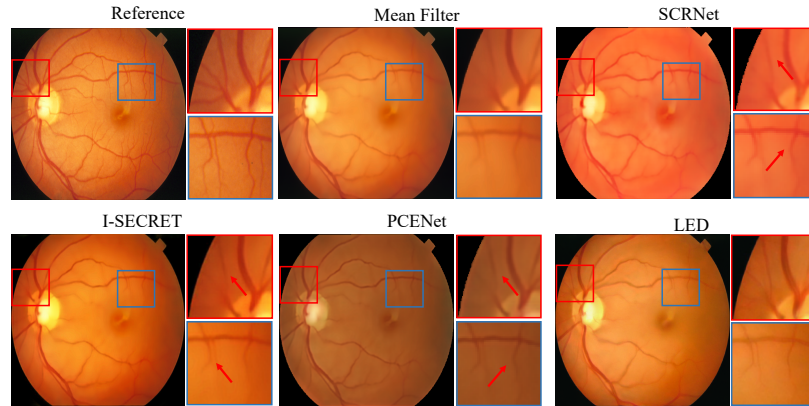 Reference
Mean Filter
SCRNet
I-SECRET
PCENet
LED